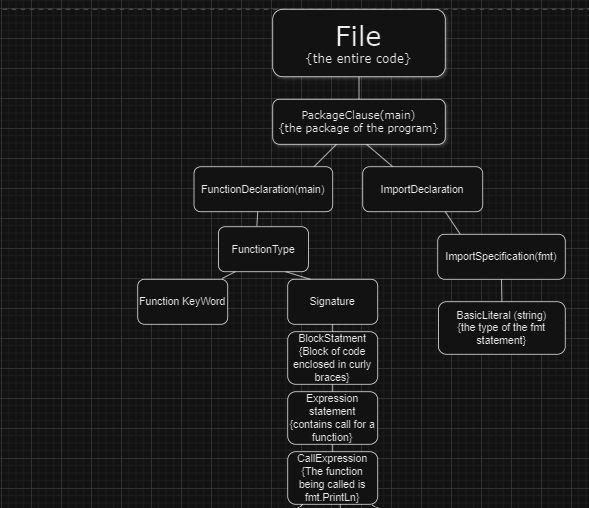 File
{the entire code}
PackageClause(main)
{the package of the program}
FunctionDeclaration(main)
ImportDeclaration
FunctionType
ImportSpecification(fmt)
Function KeyWord
Signature
BasicLiteral (string)
{the type of the fmt
statement}
BlockStatment
{Block of code
enclosed in curly
braces}
Expression
statement
{contains call for a
function}
CallExpression
{The function
being called is
fmt.PrintLn}